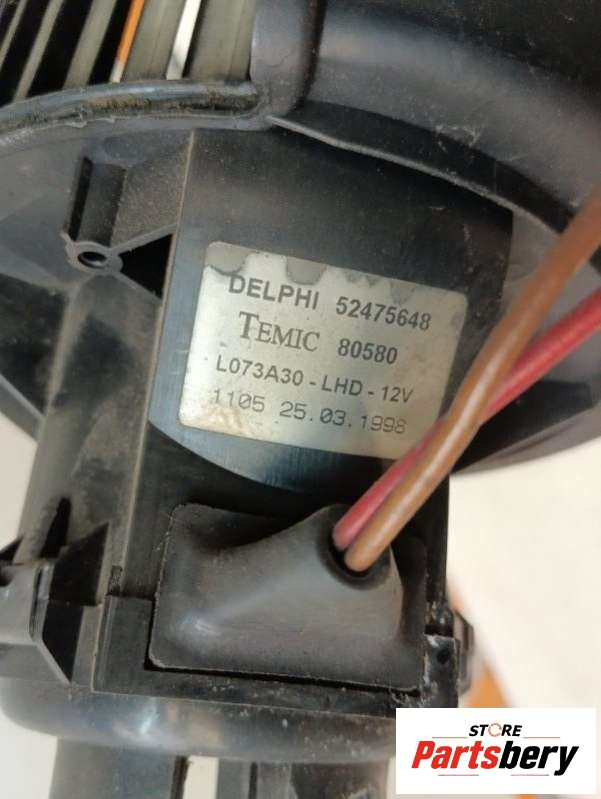 DELPHI 52475648
TEMIC 80580
L073A30 - LHD - 12V
1105 25.03.1998
STORE
Partsbery